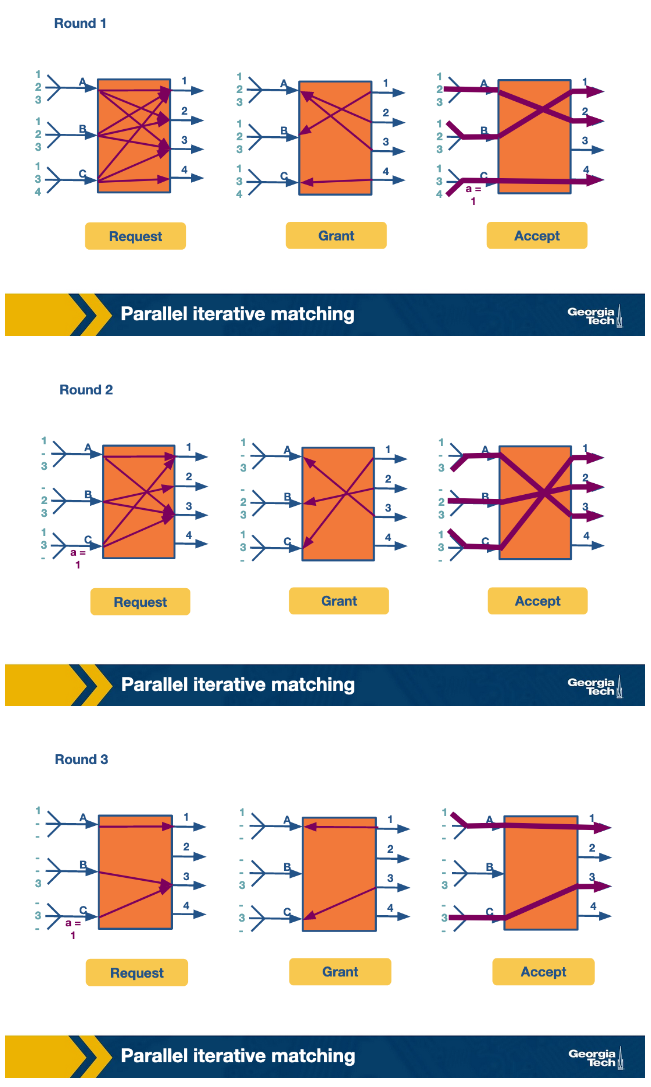 Round 1
1 2 3 A 1
1 2 3 B 2
1 3 4 C 3
4
1 2 3 A 1
1 2 3 B 2
1 3 4 C 3
4
1 2 3 A 1
1 2 3 B 2
1 3 4 C 3
a = 1
4
Request Grant Accept
Parallel iterative matching
Georgia
Tech
Round 2
1 - 3 A 1
- 2 3 B 2
1 3 - C 3
a = 1
4
1 - 3 A 1
- 2 3 B 2
1 3 - C 3
4
1 - 3 A 1
- 2 3 B 2
1 3 - C 3
4
Request Grant Accept
Parallel iterative matching
Georgia
Tech
Round 3
1 - - A 1
- - 3 B 2
- 3 - C 3
a = 1
4
1 - - A 1
- - 3 B 2
- 3 - C 3
4
1 - - A 1
- - 3 B 2
- 3 - C 3
4
Request Grant Accept
Parallel iterative matching
Georgia
Tech